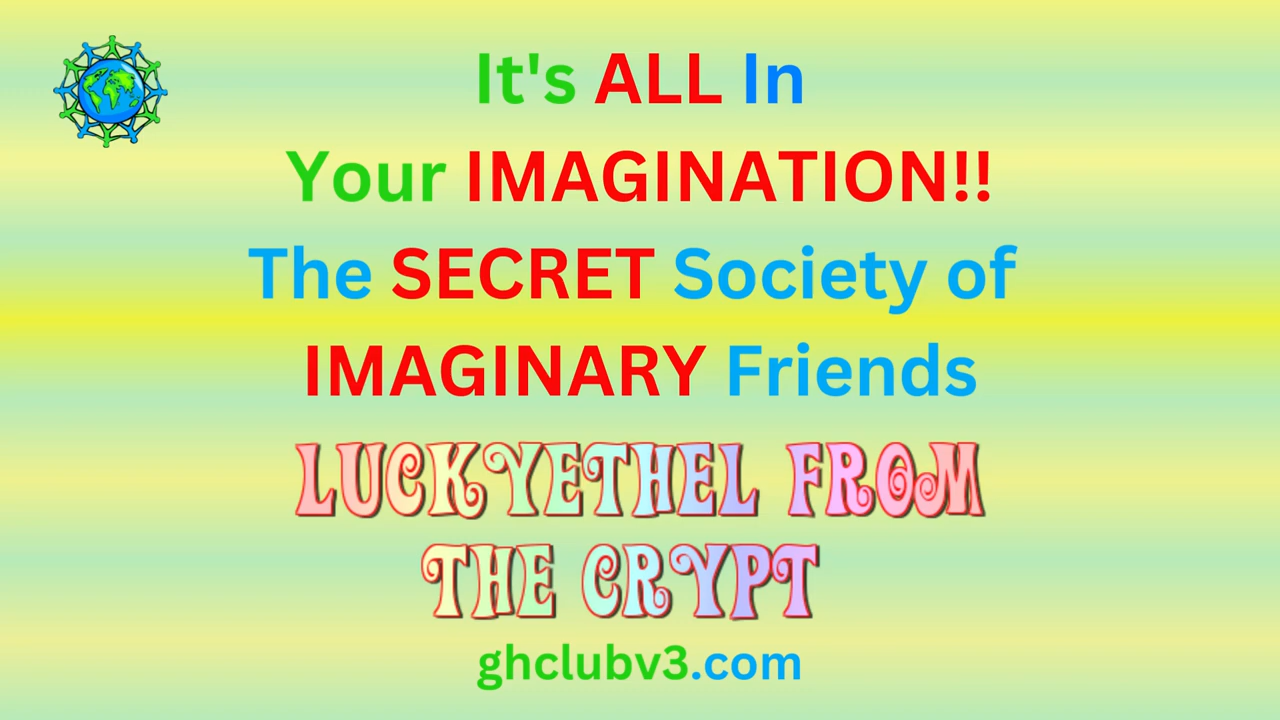 It's ALL In
Your IMAGINATION!!
The SECRET Society of
IMAGINARY Friends
LUCKYETHEL FROM
THE CRYPT
ghclubv3.com